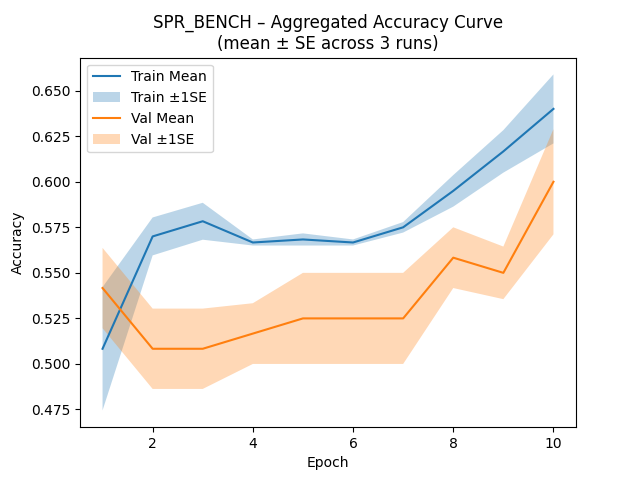 SPR_BENCH – Aggregated Accuracy Curve
(mean ± SE across 3 runs)
Train Mean
Train ±1SE
Val Mean
Val ±1SE
Accuracy
0.650
0.625
0.600
0.575
0.550
0.525
0.500
0.475
2
4
6
8
10
Epoch